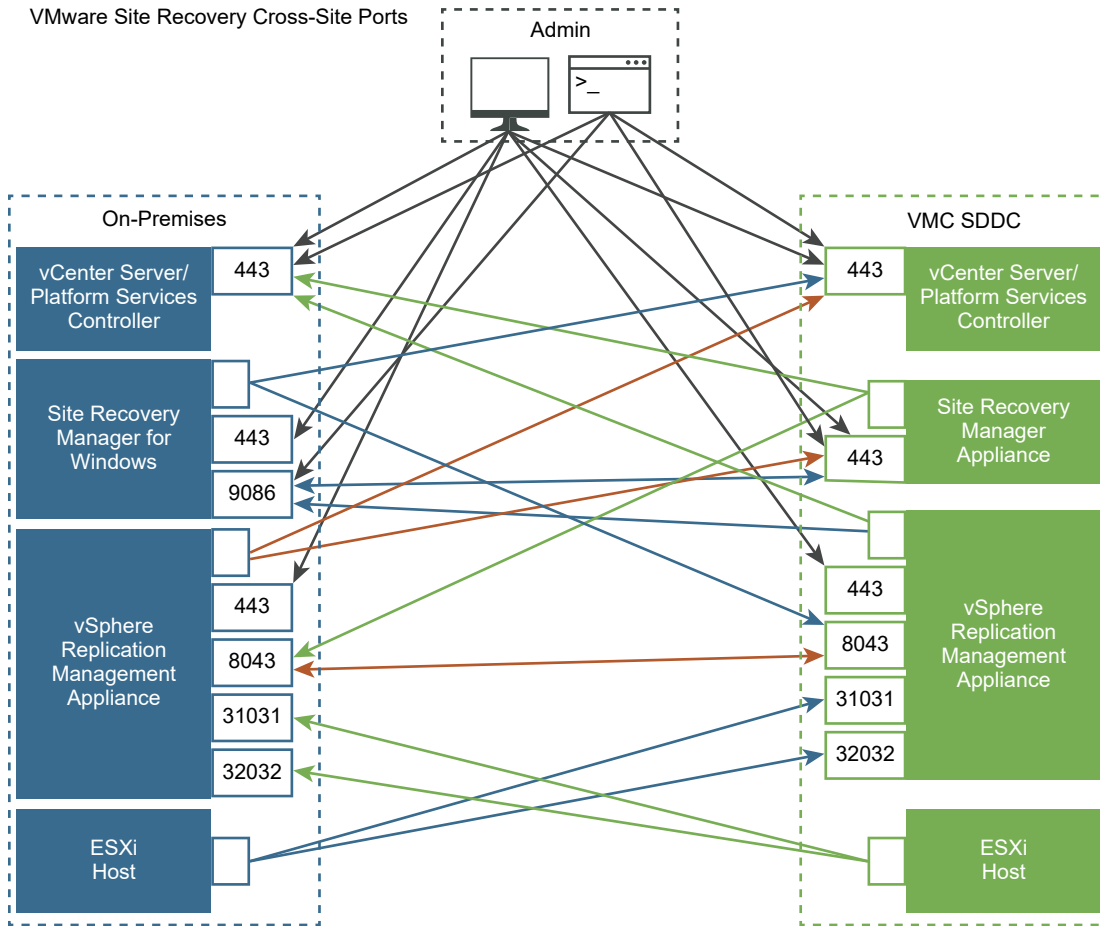 VMware Site Recovery Cross-Site Ports
Admin
>_
On-Premises
vCenter Server/
Platform Services
Controller
443
Site Recovery
Manager for
Windows
443
9086
vSphere
Replication
Management
Appliance
443
8043
31031
32032
ESXi
Host
VMC SDDC
443
vCenter Server/
Platform Services
Controller
Site Recovery
Manager
Appliance
443
vSphere
Replication
Management
Appliance
443
8043
31031
32032
ESXi
Host